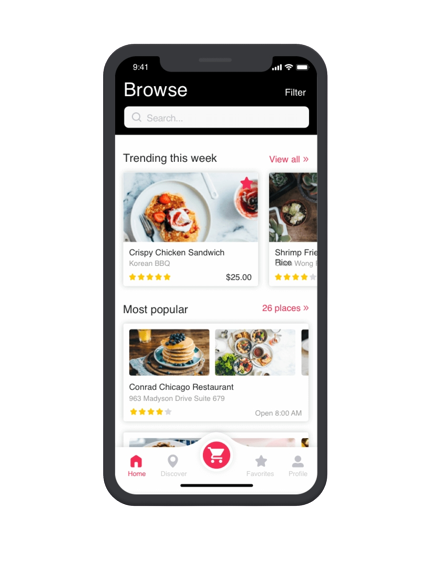 9:41
Browse
Filter
Search...
Trending this week
View all »
Crispy Chicken Sandwich
Korean BBQ
$25.00
Shrimp Frie
Rice
Wong
Most popular
26 places »
Conrad Chicago Restaurant
963 Madyson Drive Suite 679
Open 8:00 AM
Home
Discover
Favorites
Profile